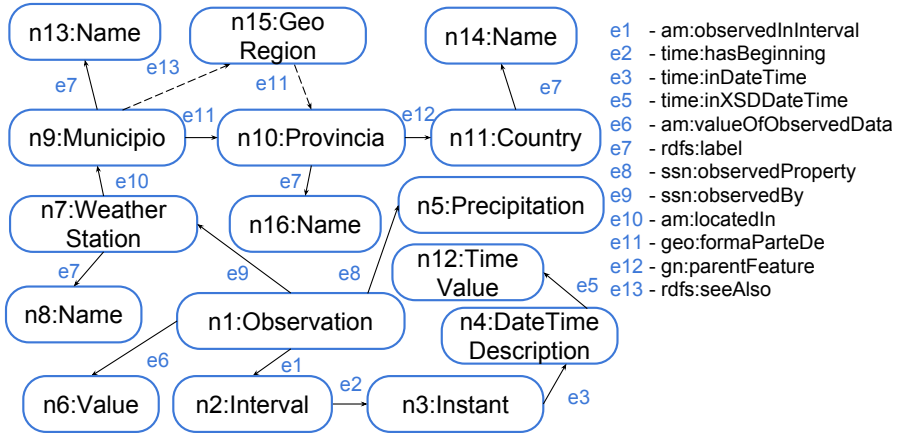 n13:Name
n15:Geo
Region
n14:Name
e7
e13
e11
e7
n9:Municipio
e11
n10:Provincia
e12
n11:Country
e10
e7
n7:Weather
Station
n16:Name
n5:Precipitation
e7
e9
e8
n12:Time
Value
e5
n8:Name
n1:Observation
n4:DateTime
Description
e6
e1
e2
e3
n6:Value
n2:Interval
n3:Instant
e1 - am:observedInInterval
e2 - time:hasBeginning
e3 - time:inDateTime
e5 - time:inXSDDateTime
e6 - am:valueOfObservedData
e7 - rdfs:label
e8 - ssn:observedProperty
e9 - ssn:observedBy
e10 - am:locatedIn
e11 - geo:formaParteDe
e12 - gn:parentFeature
e13 - rdfs:seeAlso